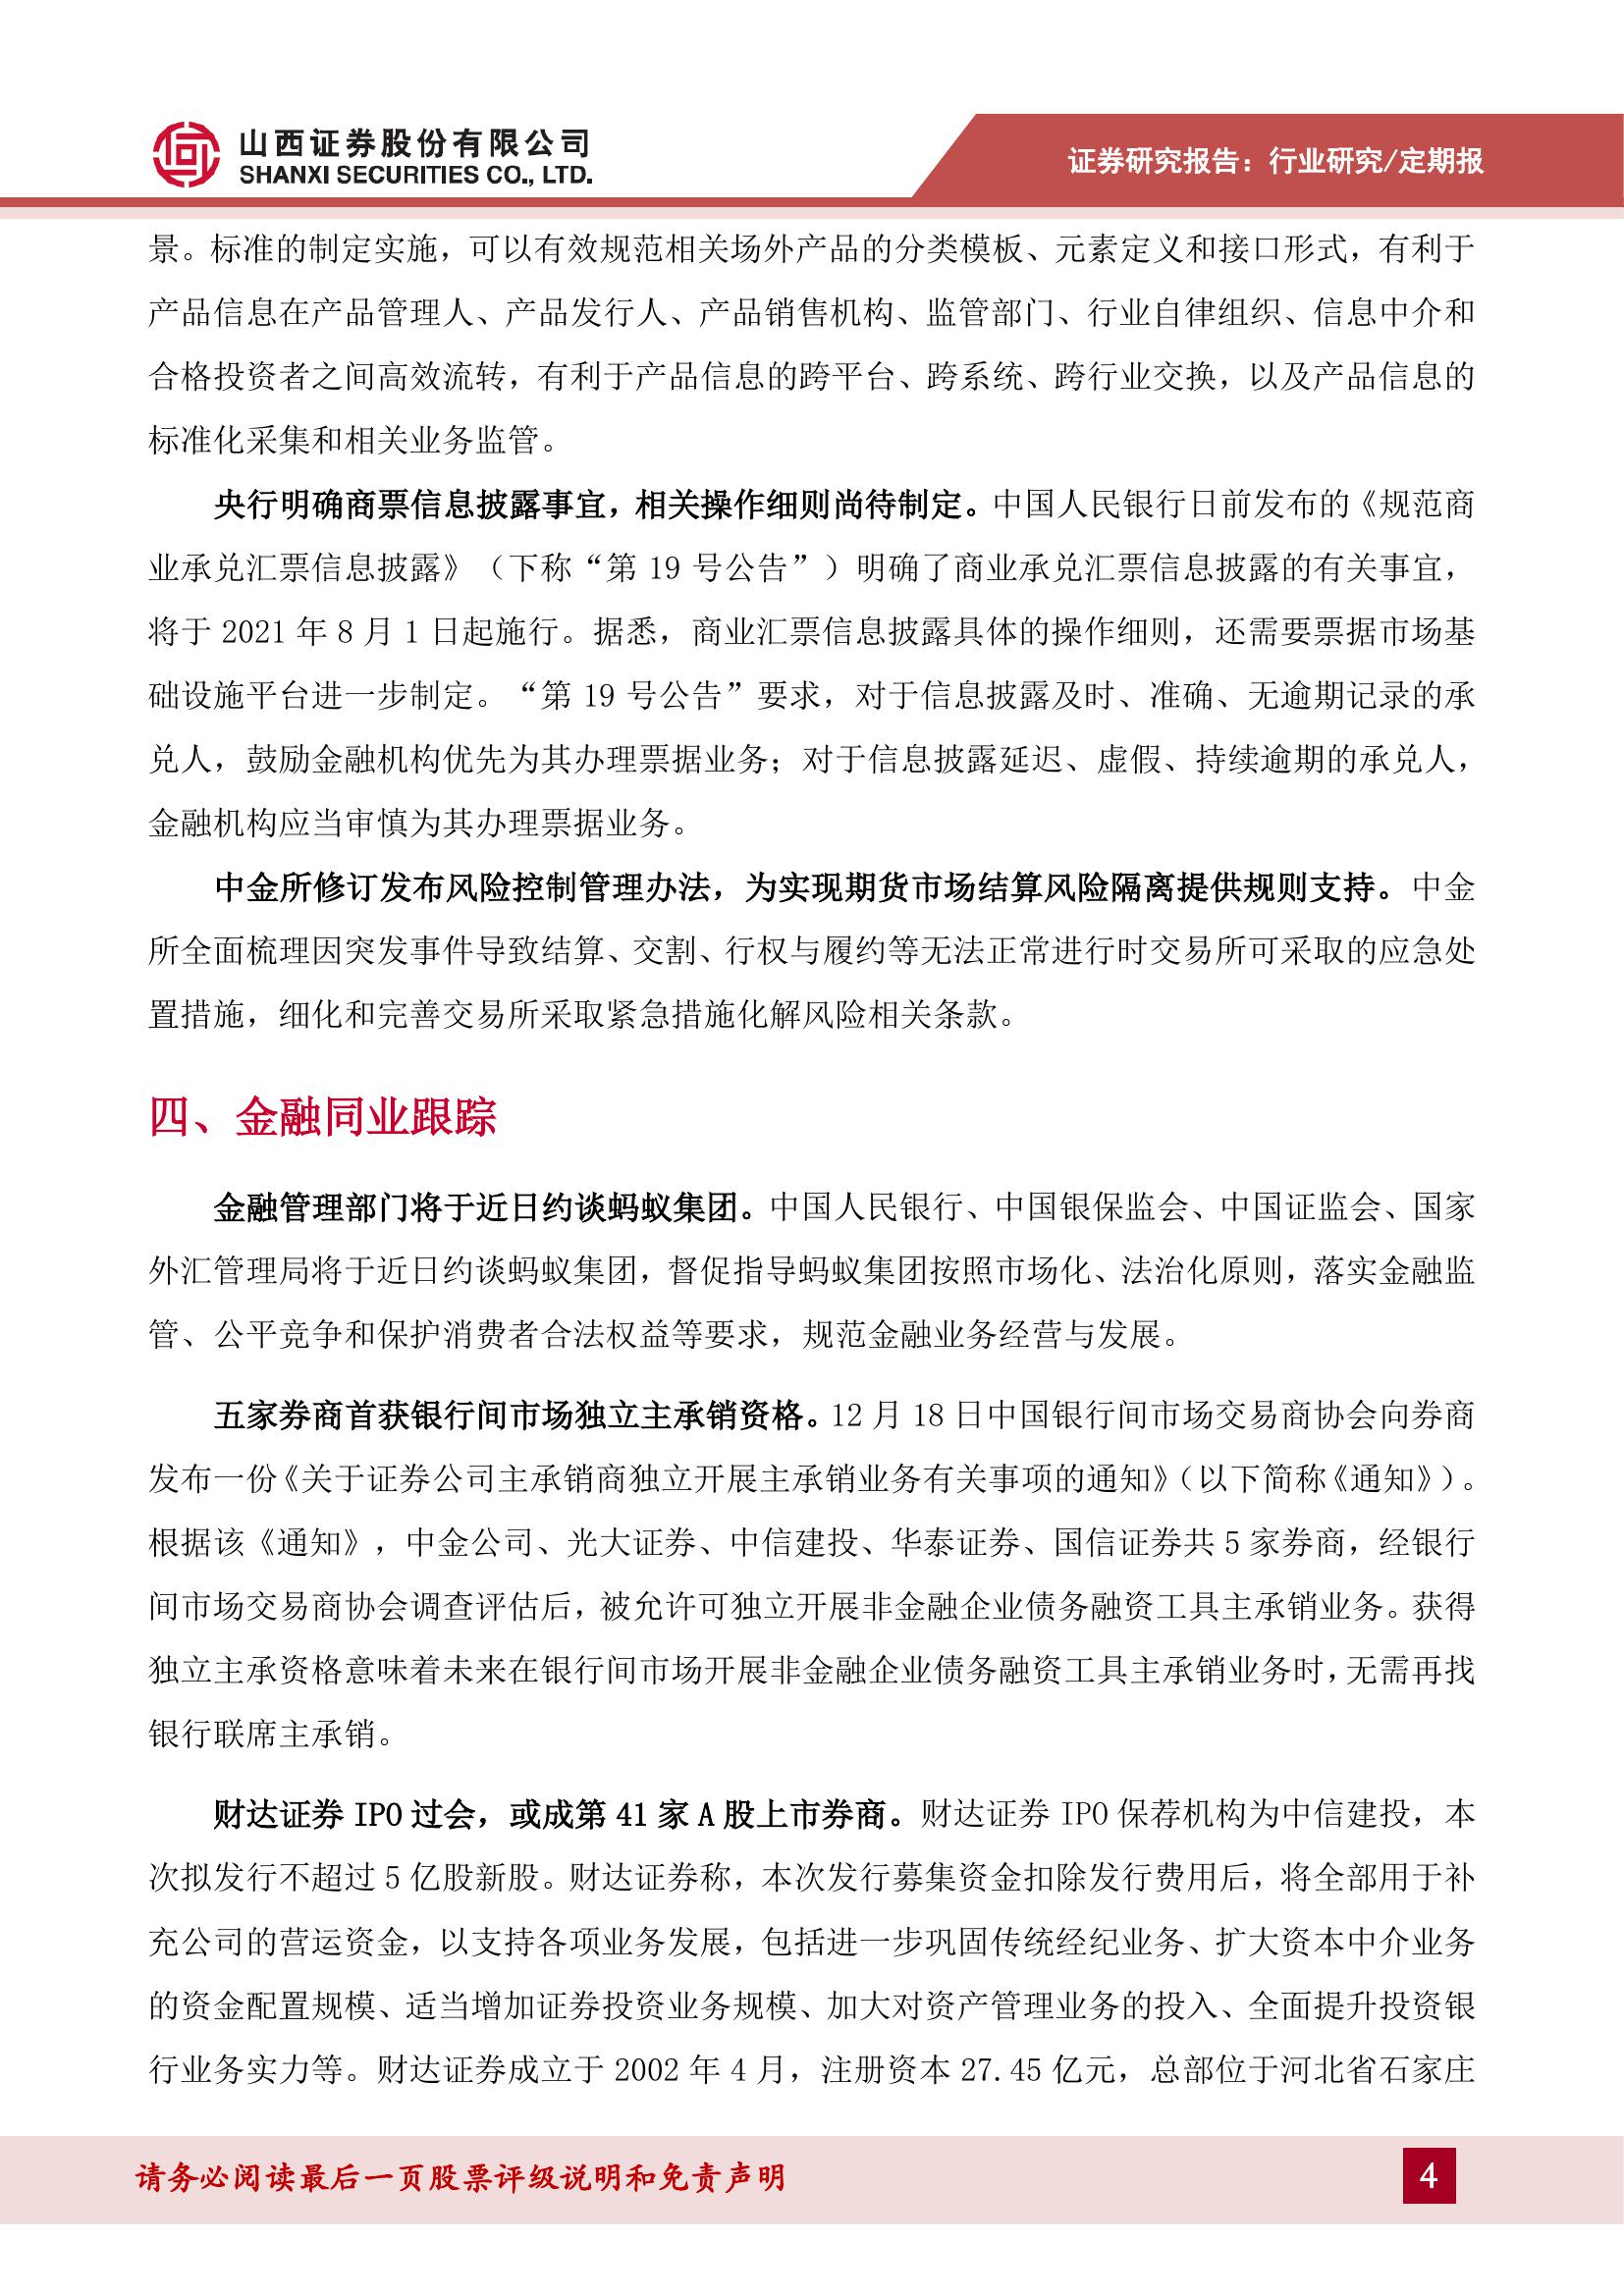 山西证券股份有限公司
SHANXI SECURITIES CO., LTD.
证券研究报告：行业研究/定期报
景。标准的制定实施，可以有效规范相关场外产品的分类模板、元素定义和接口形式，有利于
产品信息在产品管理人、产品发行人、产品销售机构、监管部门、行业自律组织、信息中介和
合格投资者之间高效流转，有利于产品信息的跨平台、跨系统、跨行业交换，以及产品信息的
标准化采集和相关业务监管。
央行明确商票信息披露事宜，相关操作细则尚待制定。中国人民银行日前发布的《规范商
业承兑汇票信息披露》（下称“第 19 号公告”）明确了商业承兑汇票信息披露的有关事宜，
将于 2021 年 8 月 1 日起施行。据悉，商业汇票信息披露具体的操作细则，还需要票据市场基
础设施平台进一步制定。“第 19 号公告”要求，对于信息披露及时、准确、无逾期记录的承
兑人，鼓励金融机构优先为其办理票据业务；对于信息披露延迟、虚假、持续逾期的承兑人，
金融机构应当审慎为其办理票据业务。
中金所修订发布风险控制管理办法，为实现期货市场结算风险隔离提供规则支持。中金
所全面梳理因突发事件导致结算、交割、行权与履约等无法正常进行时交易所可采取的应急处
置措施，细化和完善交易所采取紧急措施化解风险相关条款。
四、金融同业跟踪
金融管理部门将于近日约谈蚂蚁集团。中国人民银行、中国银保监会、中国证监会、国家
外汇管理局将于近日约谈蚂蚁集团，督促指导蚂蚁集团按照市场化、法治化原则，落实金融监
管、公平竞争和保护消费者合法权益等要求，规范金融业务经营与发展。
五家券商首获银行间市场独立主承销资格。12 月 18 日中国银行间市场交易商协会向券商
发布一份《关于证券公司主承销商独立开展主承销业务有关事项的通知》（以下简称《通知》）。
根据该《通知》，中金公司、光大证券、中信建投、华泰证券、国信证券共 5 家券商，经银行
间市场交易商协会调查评估后，被允许可独立开展非金融企业债务融资工具主承销业务。获得
独立主承资格意味着未来在银行间市场开展非金融企业债务融资工具主承销业务时，无需再找
银行联席主承销。
财达证券 IPO 过会，或成第 41 家 A 股上市券商。财达证券 IPO 保荐机构为中信建投，本
次拟发行不超过 5 亿股新股。财达证券称，本次发行募集资金扣除发行费用后，将全部用于补
充公司的营运资金，以支持各项业务发展，包括进一步巩固传统经纪业务、扩大资本中介业务
的资金配置规模、适当增加证券投资业务规模、加大对资产管理业务的投入、全面提升投资银
行业务实力等。财达证券成立于 2002 年 4 月，注册资本 27.45 亿元，总部位于河北省石家庄
请务必阅读最后一页股票评级说明和免责声明
4